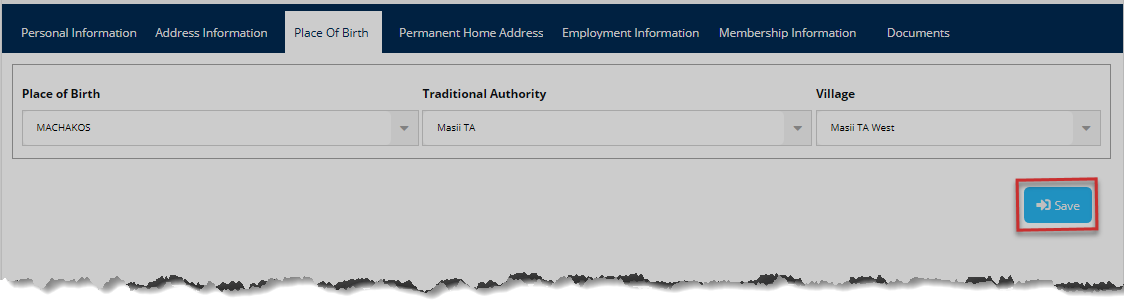 Personal Information Address Information Place Of Birth Permanent Home Address Employment Information Membership Information Documents
Place of Birth Traditional Authority Village
MACHAKOS Masii TA Masii TA West
Save